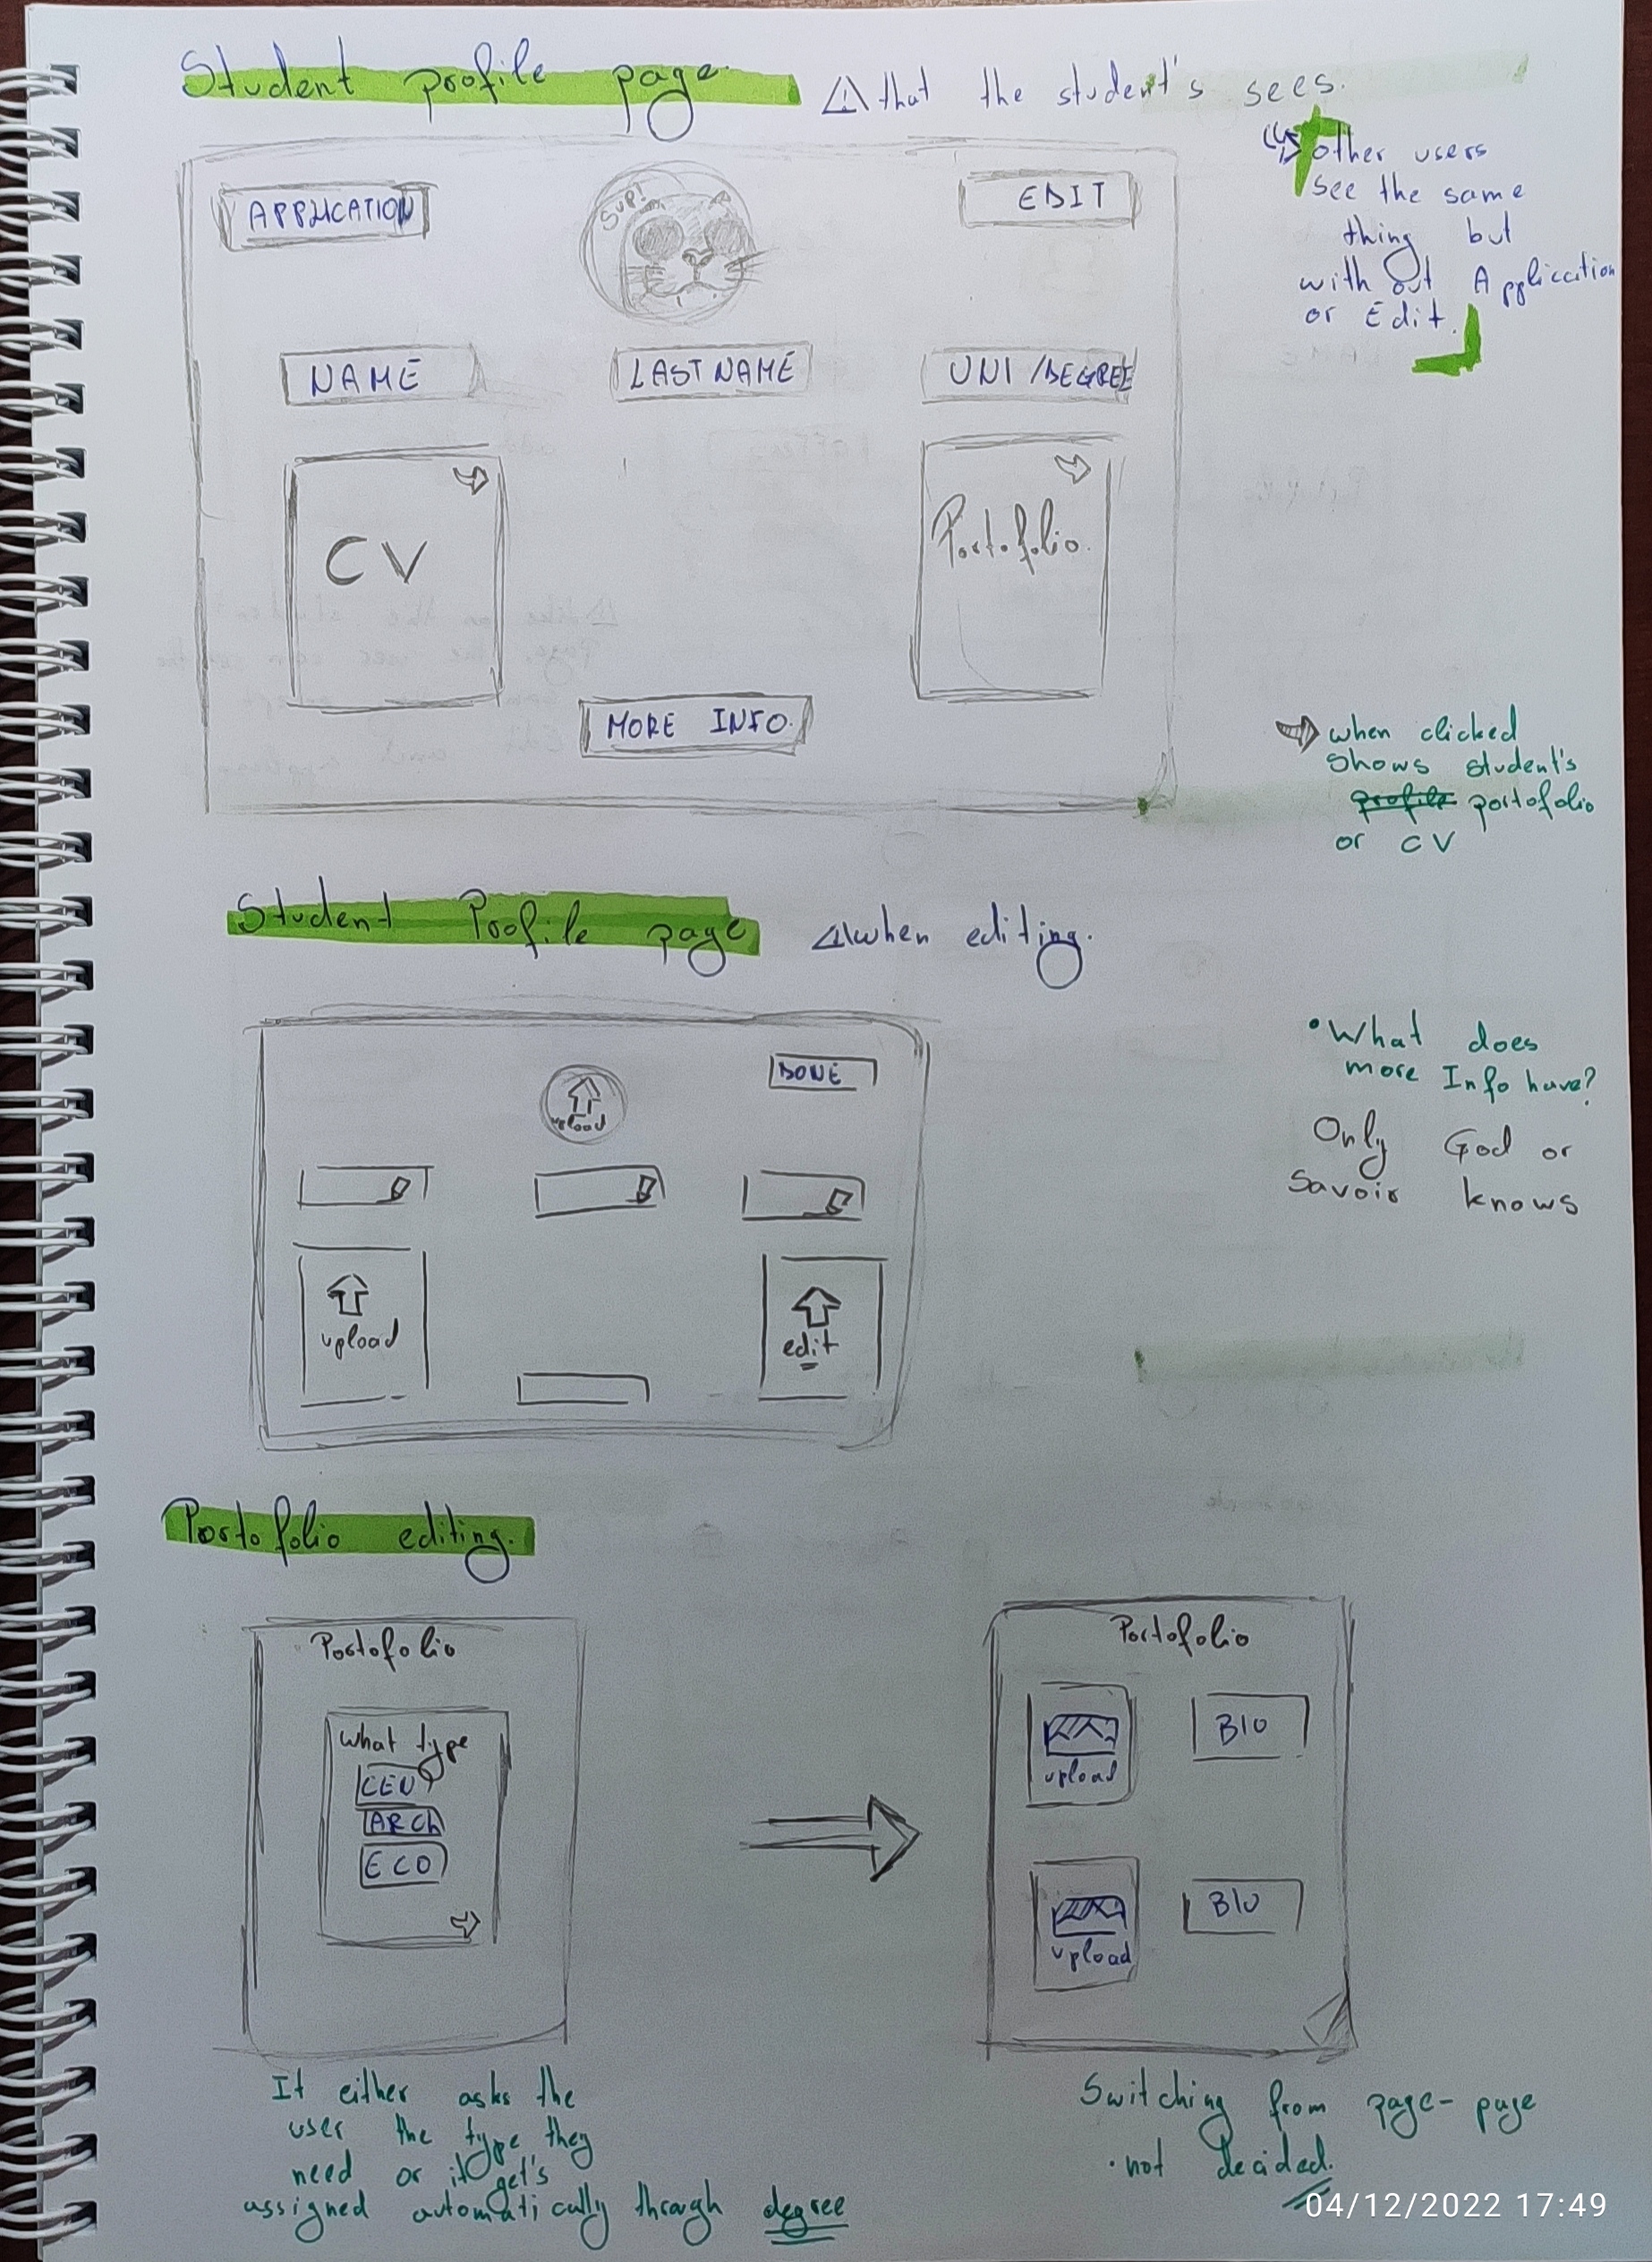 Student profile page.
⚠ that the student's sees.
other users
see the same
thing but
with out Application
or Edit.
APPLICATION
SUP!
EDIT
NAME
LAST NAME
UNI / DEGREE
CV
Portofolio.
MORE INFO.
when clicked
shows student's
profile portofolio
or CV
Student Profile page
⚠ when editing.
DONE
upload
upload
edit
• What does
more Info have?
Only God or
Savoir knows
Portofolio editing.
Portofolio
what type
CEN
ARCh
ECO
Portofolio
upload
BIO
upload
BIO
It either asks the
user the type they
need or it get's
assigned automatically through degree
Switching from page-page
• not decided.
04/12/2022 17:49